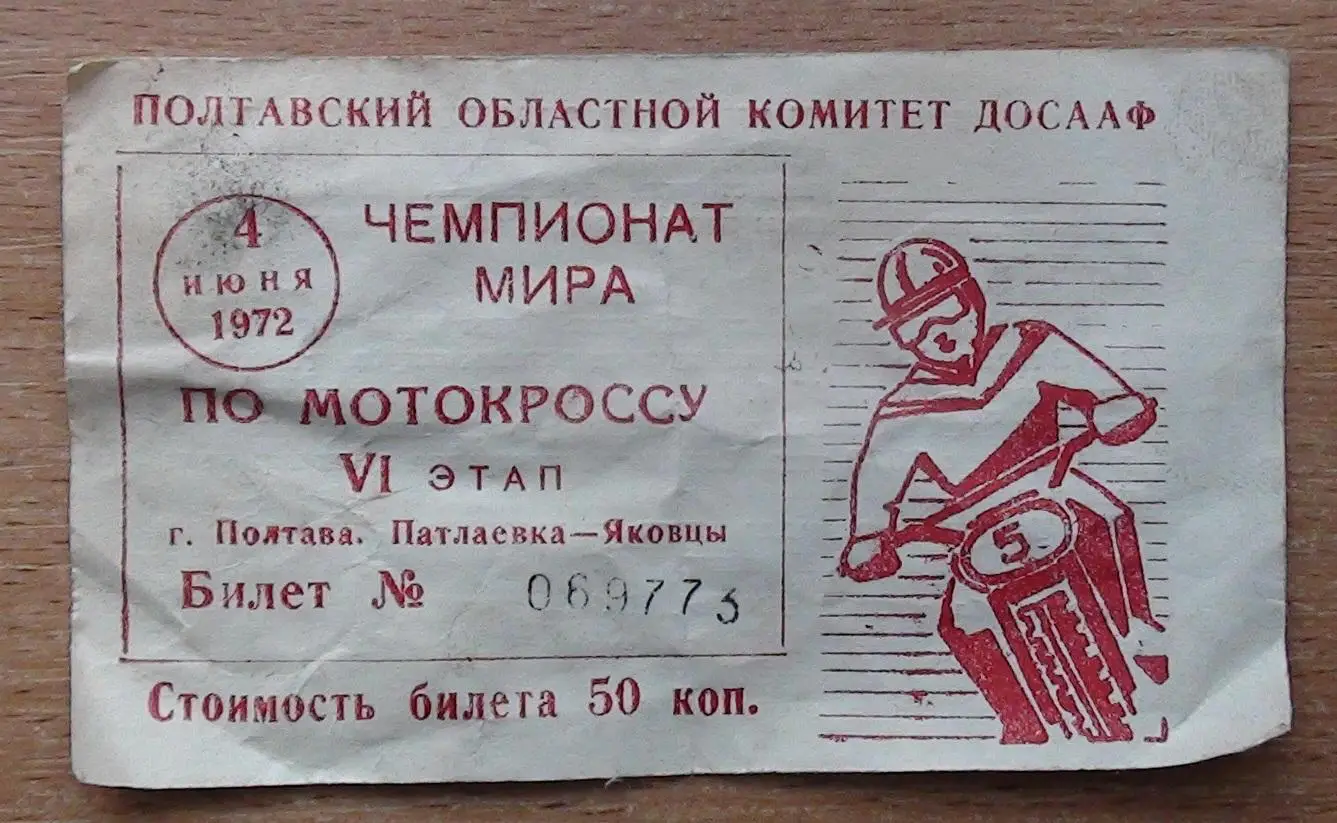 ПОЛТАВСКИЙ ОБЛАСТНОЙ КОМИТЕТ ДОСААФ
4
июня
1972
ЧЕМПИОНАТ
МИРА
ПО МОТОКРОССУ
VI ЭТАП
г. Полтава. Патлаевка—Яковцы
Билет № 069773
Стоимость билета 50 коп.
5